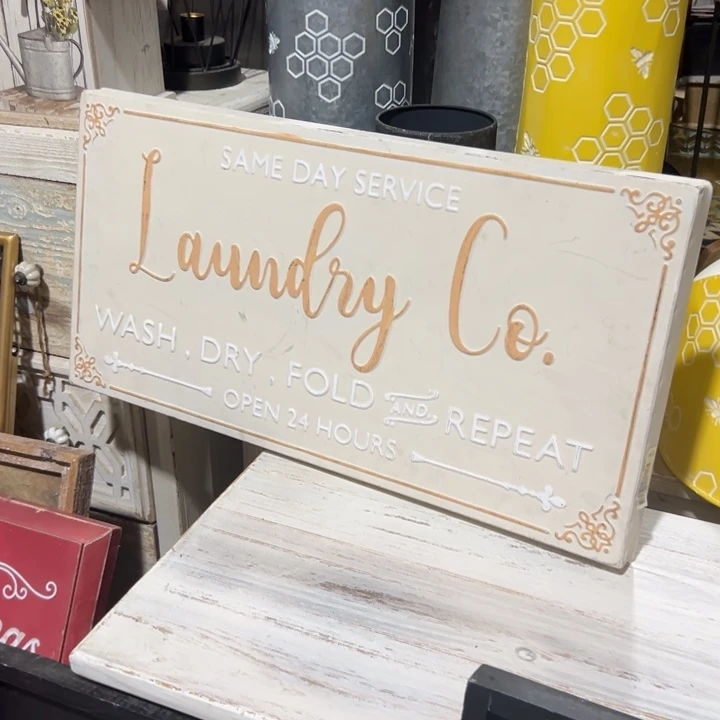 SAME DAY SERVICE
Laundry Co.
WASH . DRY . FOLD AND REPEAT
OPEN 24 HOURS